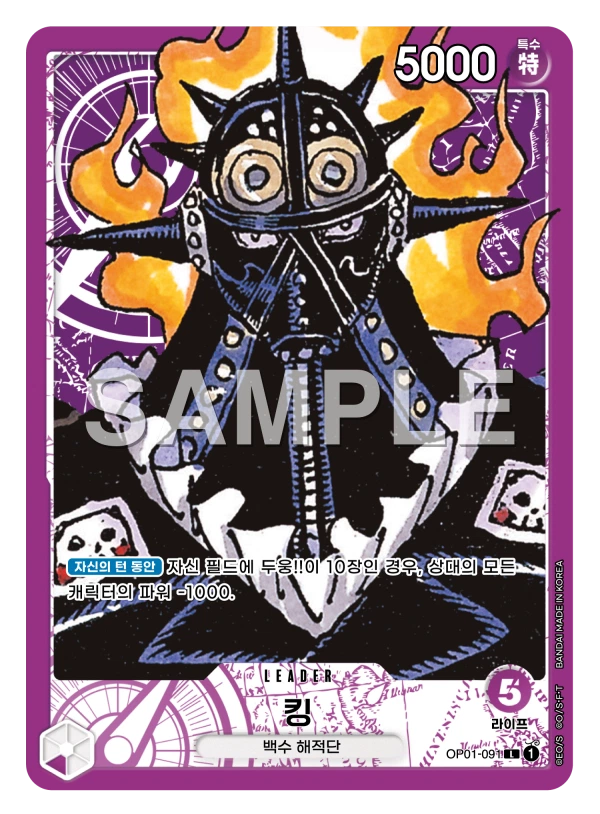 특수
5000 特
SAMPLE
자신의 턴 동안 자신 필드에 두웅!!이 10장인 경우, 상대의 모든
캐릭터의 파워 -1000.
LEADER
킹
백수 해적단
5
라이프
OP01-091 L 1
©EO/S ©O/S·F·T BANDAI MADE IN KOREA